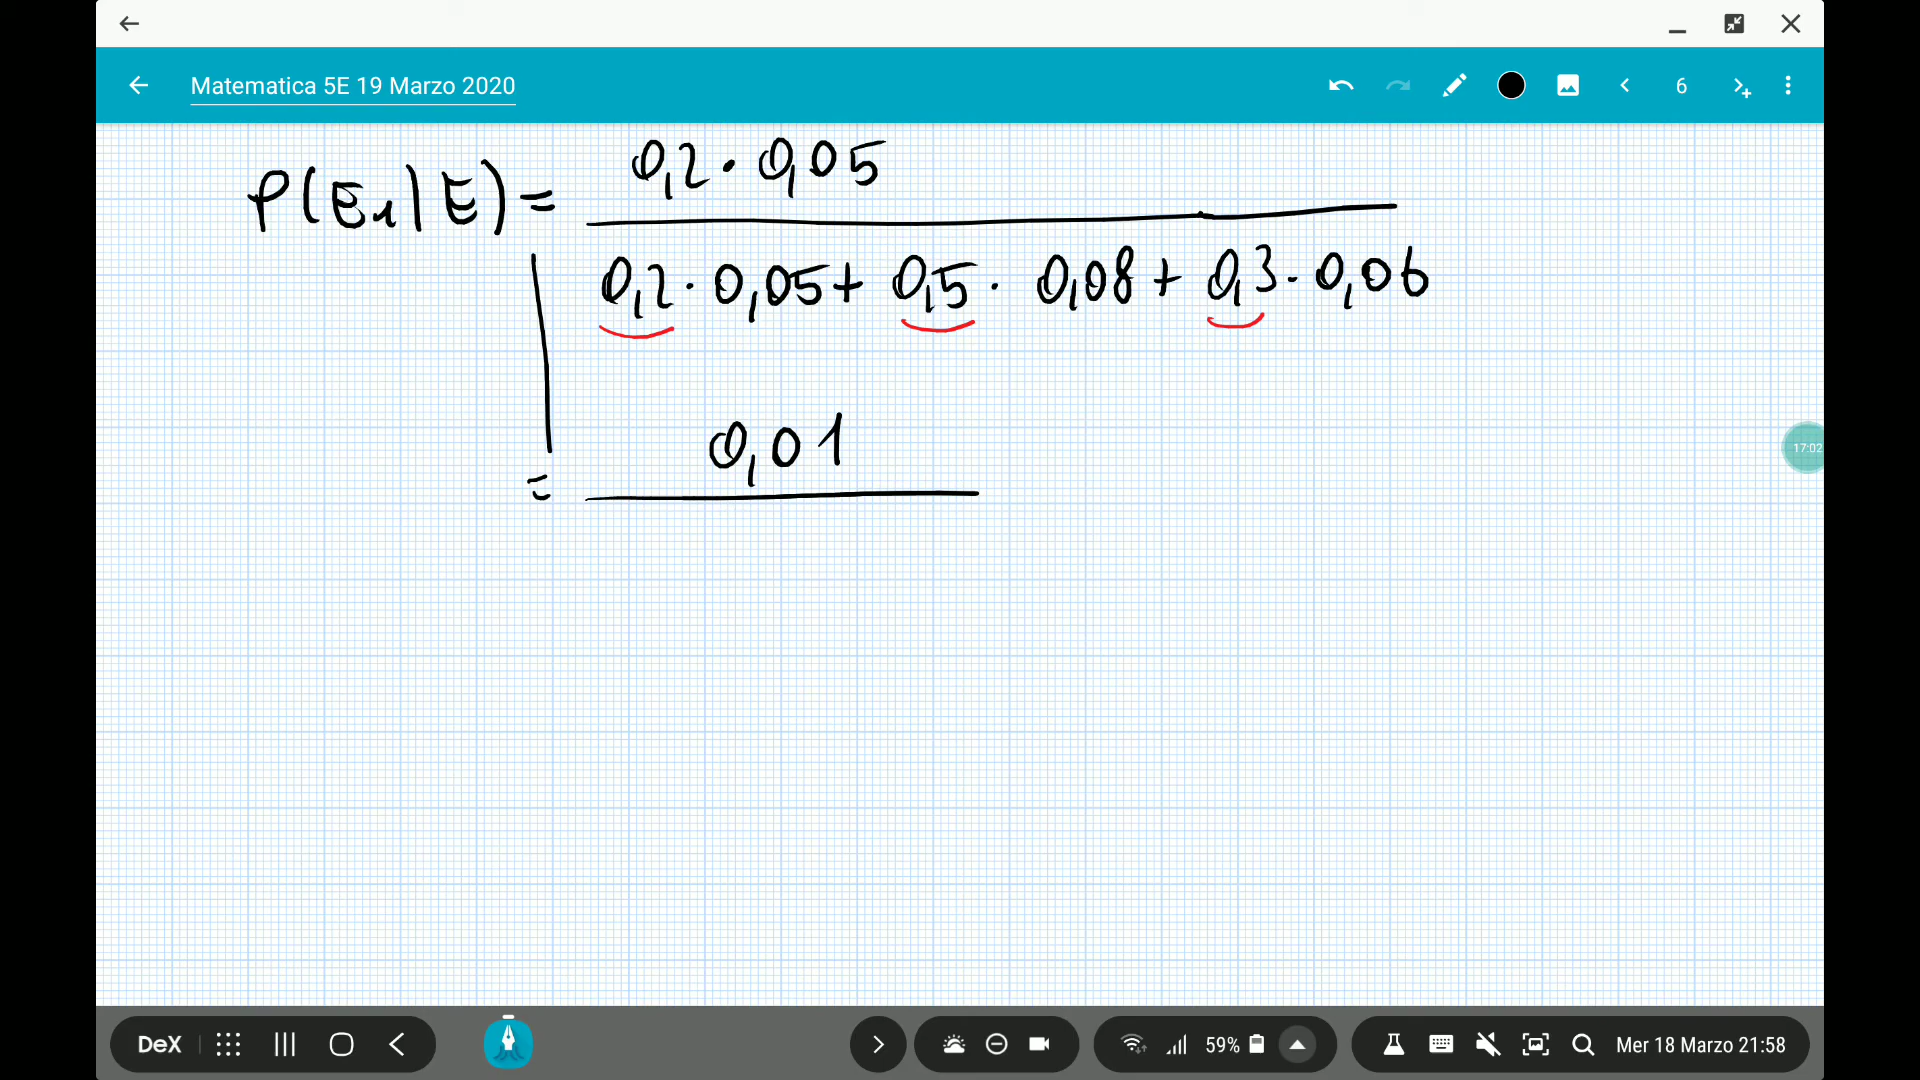 Matematica 5E 19 Marzo 2020
6
0,2 · 0,05
P(E1|E) =
0,2 · 0,05 + 0,5 · 0,08 + 0,3 · 0,06
17:02
0,01
=
DeX
59%
Mer 18 Marzo 21:58